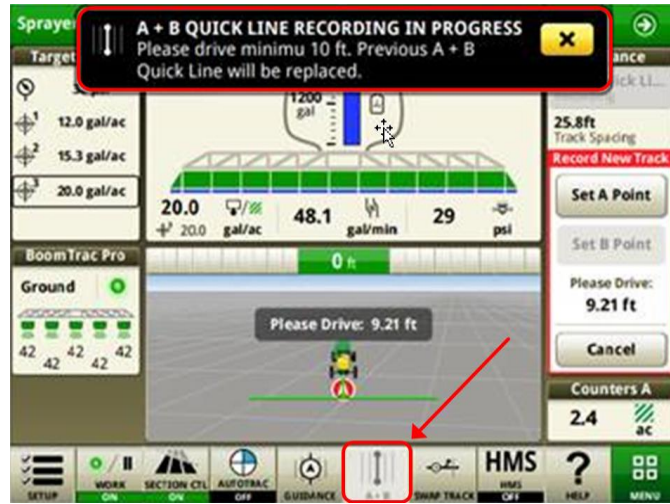 Sprayer
A + B QUICK LINE RECORDING IN PROGRESS
Please drive minimu 10 ft. Previous A + B
Quick Line will be replaced.
Target
1 12.0 gal/ac
2 15.3 gal/ac
3 20.0 gal/ac
1200
gal
20.0
3 20.0
gal/ac
48.1
gal/min
29
psi
25.8ft
Track Spacing
Record New Track
Set A Point
Set B Point
Please Drive:
9.21 ft
Cancel
BoomTrac Pro
Ground
42 42 42 42 42
0 ft
Please Drive: 9.21 ft
Counters A
2.4
ac
SETUP
WORK
ON
SECTION CTL
ON
AUTOTRAC
OFF
GUIDANCE
A + B
SWAP TRACK
HMS
HMS
OFF
?
HELP
MENU